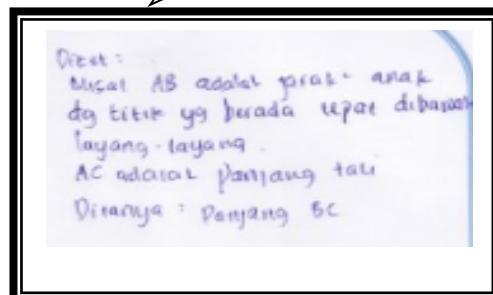 Diket :
Misal AB adalah jarak anak
dg titik yg berada tepat dibawah
layang-layang.
AC adalah panjang tali
Ditanya : Panjang BC